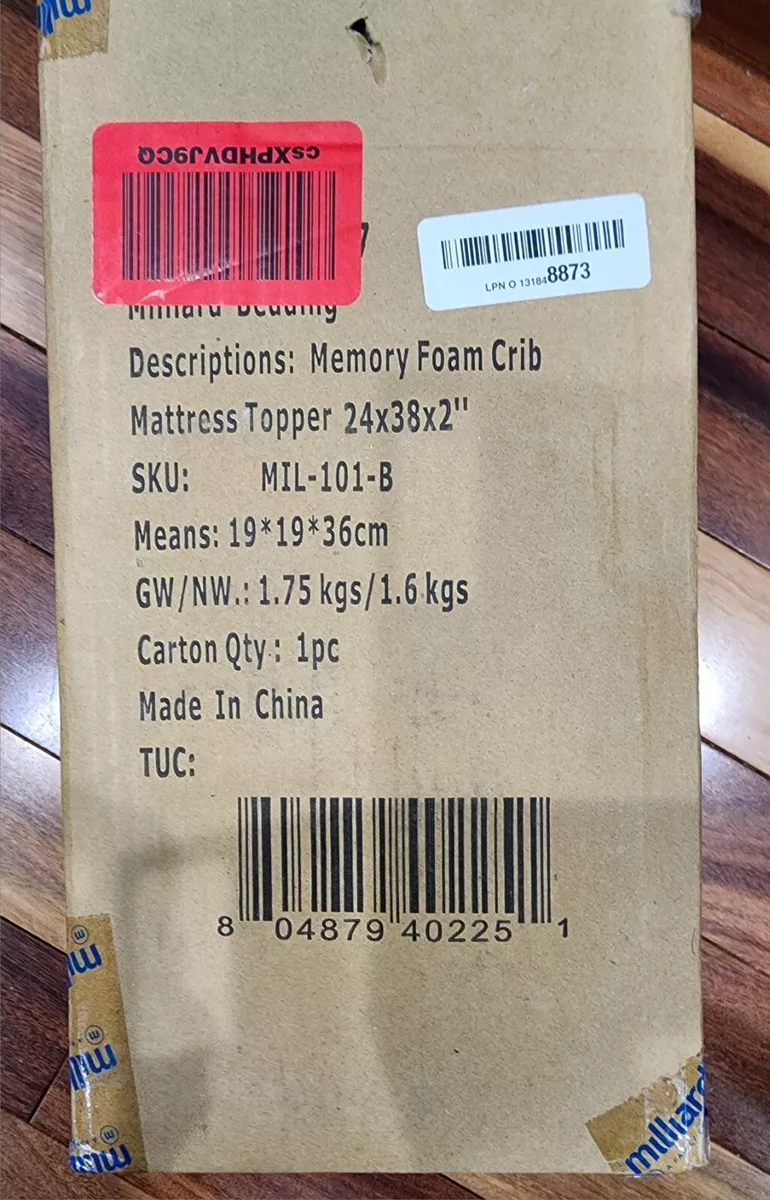 csXPHDVJ9CQ
7
LPN O 131848873
Milliard Bedding
Descriptions: Memory Foam Crib
Mattress Topper 24x38x2"
SKU: MIL-101-B
Means: 19*19*36cm
GW/NW.: 1.75 kgs/1.6 kgs
Carton Qty: 1pc
Made In China
TUC:
8 04879 40225 1
milliard